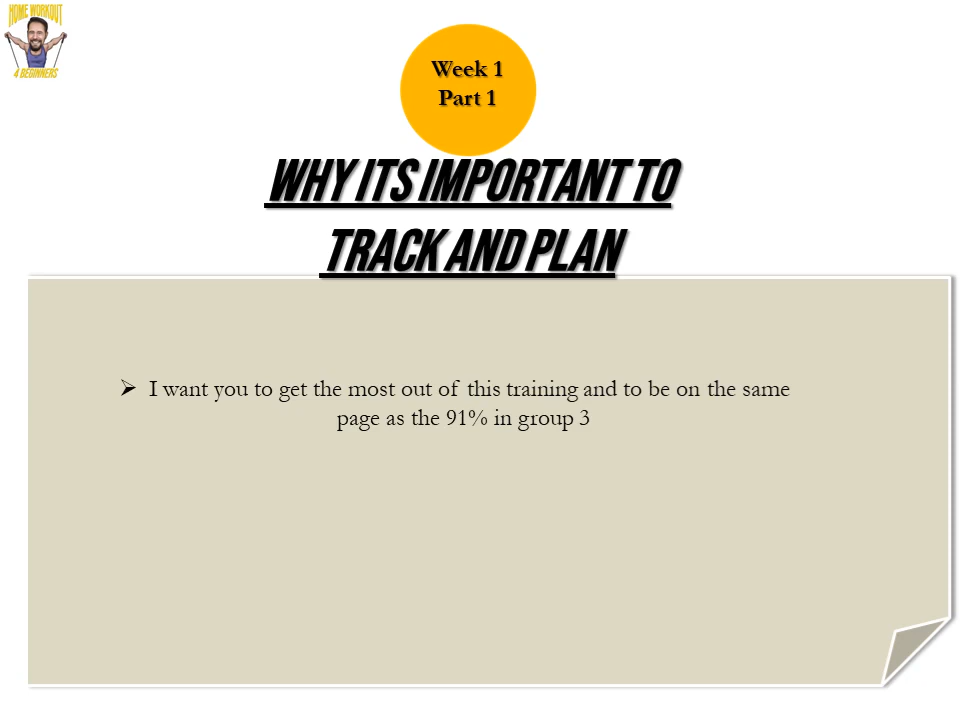 HOME WORKOUT
4 BEGINNERS
Week 1
Part 1
WHY ITS IMPORTANT TO
TRACK AND PLAN
➢ I want you to get the most out of this training and to be on the same
page as the 91% in group 3